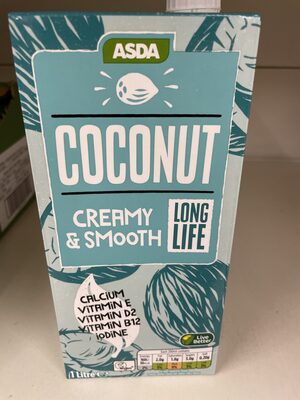 ASDA
COCONUT
CREAMY
& SMOOTH
LONG
LIFE
CALCIUM
VITAMIN E
VITAMIN D2
VITAMIN B12
IODINE
Live
Better
1 Litre e